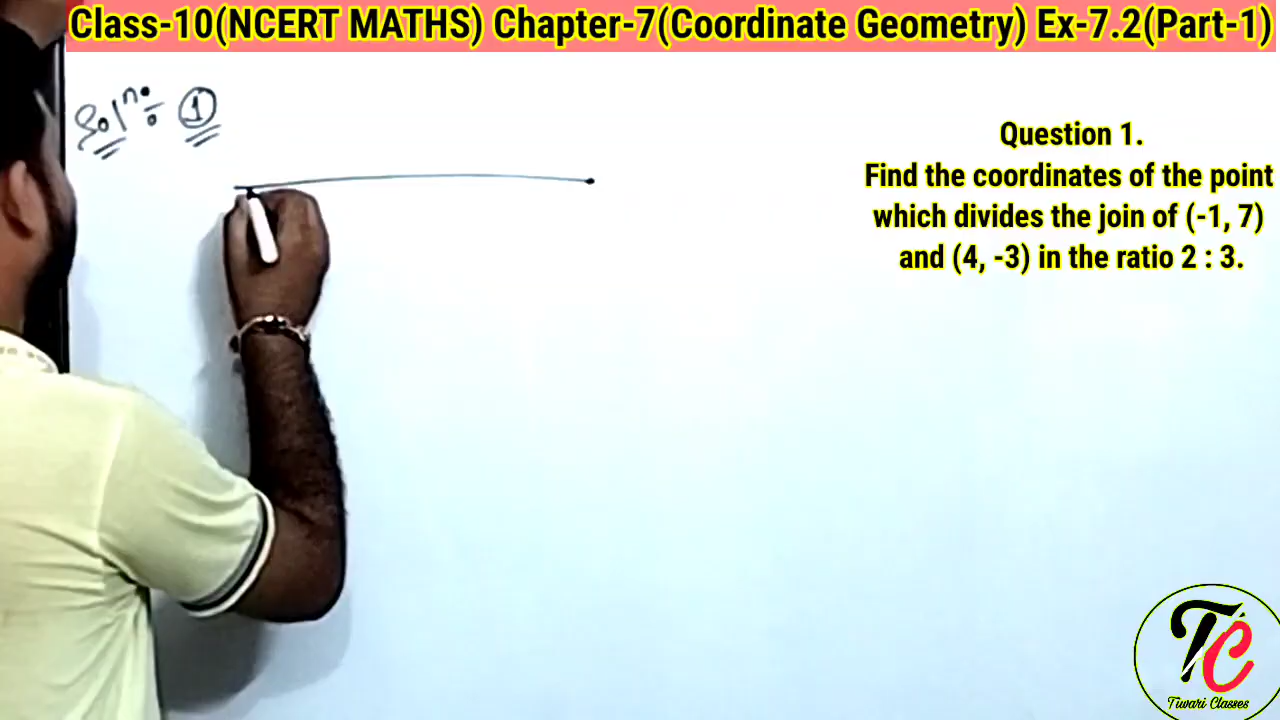 Class-10(NCERT MATHS) Chapter-7(Coordinate Geometry) Ex-7.2(Part-1)
Solⁿ÷ ①
Question 1.
Find the coordinates of the point
which divides the join of (-1, 7)
and (4, -3) in the ratio 2 : 3.
TC
Tiwari Classes